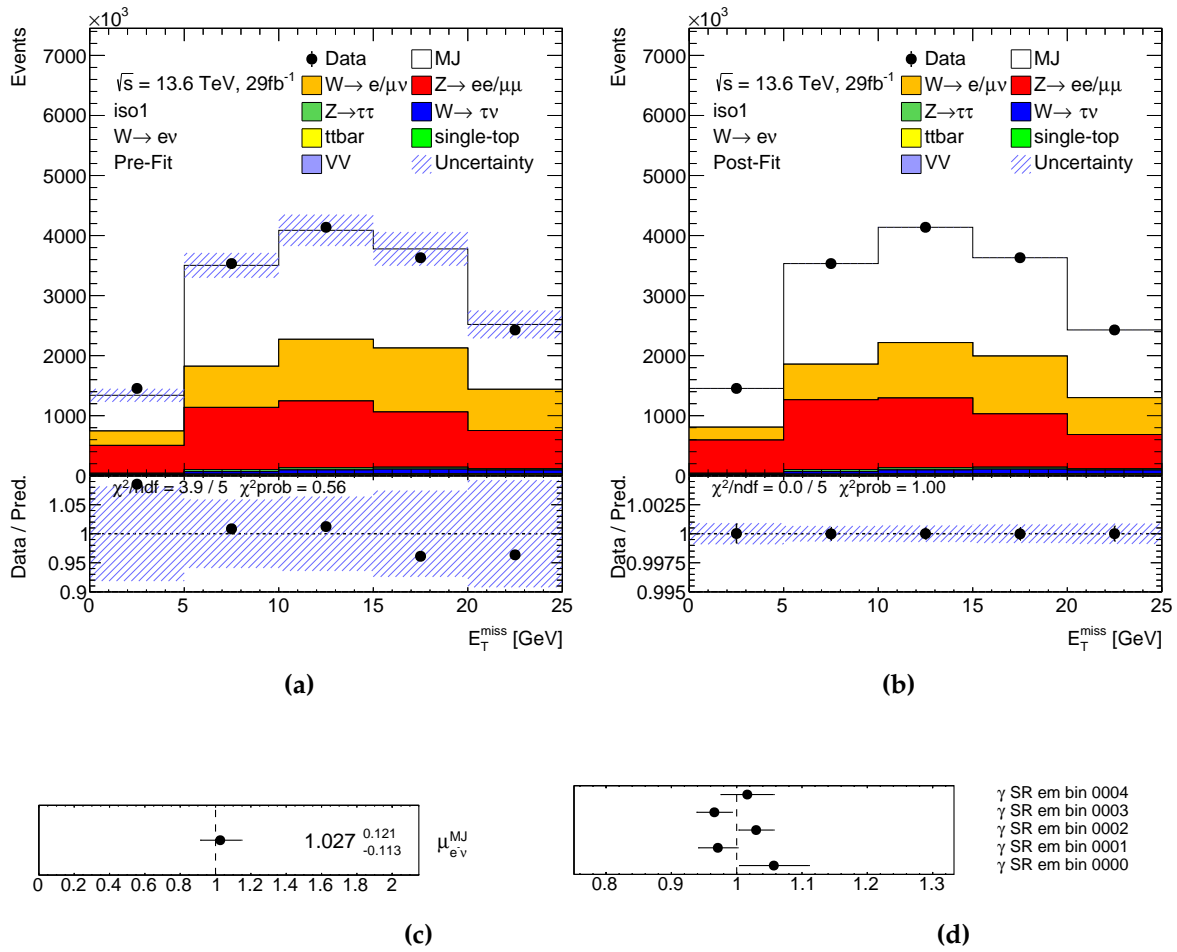 ×10³
Events
7000
6000
5000
4000
3000
2000
1000
0
√s = 13.6 TeV, 29fb⁻¹
iso1
W→ eν
Pre-Fit
Data
MJ
W→ e/μν
Z→ ee/μμ
Z→ττ
W→ τν
ttbar
single-top
VV
Uncertainty
χ²/ndf = 3.9 / 5 χ²prob = 0.56
Data / Pred.
1.05
1
0.95
0.9
0 5 10 15 20 25
E_T^miss [GeV]
(a)
×10³
Events
7000
6000
5000
4000
3000
2000
1000
0
√s = 13.6 TeV, 29fb⁻¹
iso1
W→ eν
Post-Fit
Data
MJ
W→ e/μν
Z→ ee/μμ
Z→ττ
W→ τν
ttbar
single-top
VV
Uncertainty
χ²/ndf = 0.0 / 5 χ²prob = 1.00
Data / Pred.
1.0025
1
0.9975
0.995
0 5 10 15 20 25
E_T^miss [GeV]
(b)
1.027 0.121 -0.113
μ^MJ_e⁻ν
0 0.2 0.4 0.6 0.8 1 1.2 1.4 1.6 1.8 2
(c)
γ SR em bin 0004
γ SR em bin 0003
γ SR em bin 0002
γ SR em bin 0001
γ SR em bin 0000
0.8 0.9 1 1.1 1.2 1.3
(d)